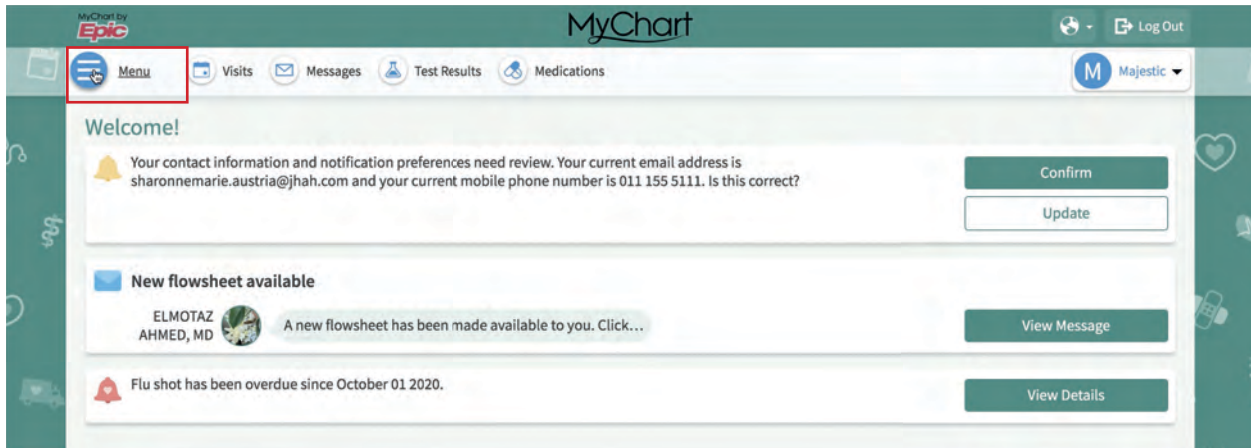 MyChart by
Epic
MyChart
Log Out
Menu
Visits
Messages
Test Results
Medications
M
Majestic
Welcome!
Your contact information and notification preferences need review. Your current email address is
sharonnemarie.austria@jhah.com and your current mobile phone number is 011 155 5111. Is this correct?
Confirm
Update
New flowsheet available
ELMOTAZ
AHMED, MD
A new flowsheet has been made available to you. Click...
View Message
Flu shot has been overdue since October 01 2020.
View Details